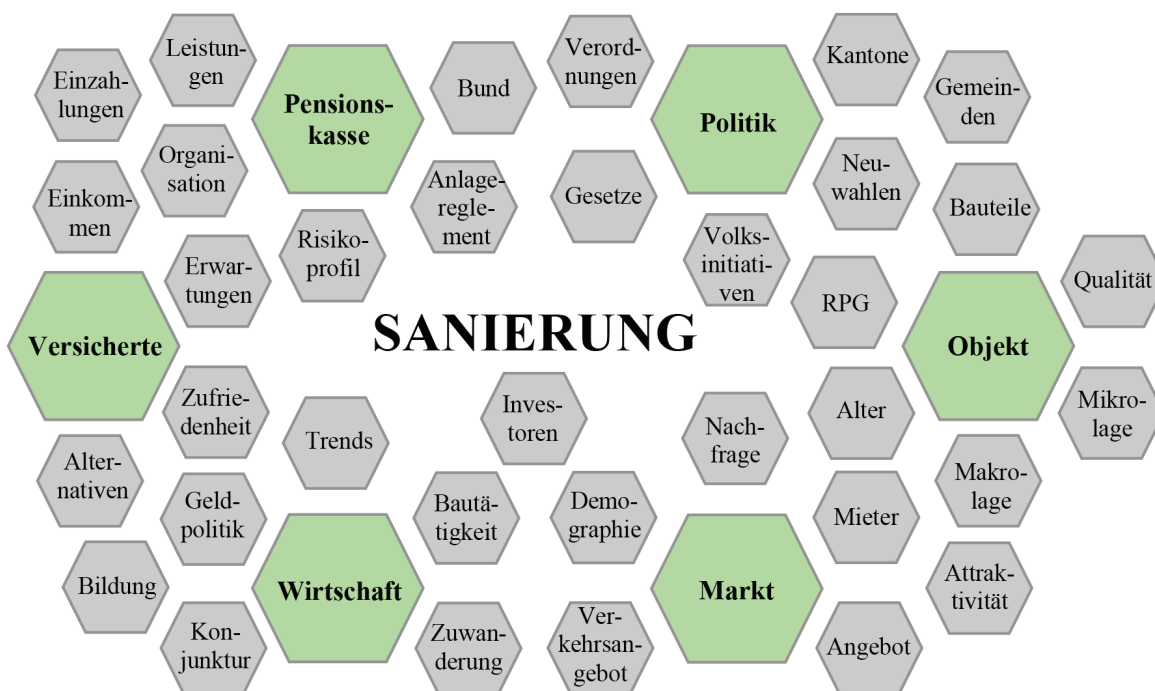 Leistun-
gen
Einzah-
lungen
Pensions-
kasse
Bund
Verord-
nungen
Politik
Kantone
Gemein-
den
Organi-
sation
Einkom-
men
Anlage-
regle-
ment
Gesetze
Neu-
wahlen
Bauteile
Erwar-
tungen
Risiko-
profil
Volks-
initiati-
ven
RPG
Qualität
Versicherte
SANIERUNG
Objekt
Zufrie-
denheit
Trends
Inves-
toren
Nach-
frage
Alter
Mikro-
lage
Alter-
nativen
Geld-
politik
Bautä-
tigkeit
Demo-
graphie
Mieter
Makro-
lage
Bildung
Wirtschaft
Markt
Attrak-
tivität
Kon-
junktur
Zuwan-
derung
Ver-
kehrsan-
gebot
Angebot